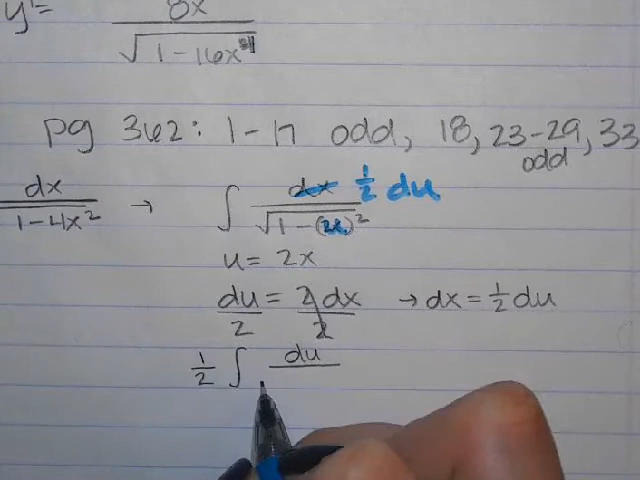 y' = 8x / √(1 - 16x⁴)
pg 362: 1-17 odd, 18, 23-29, 33
odd
dx / 1-4x² → ∫ dx ½ du / √(1-(2x)²)
u = 2x
du/2 = 2dx/2 → dx = ½ du
½ ∫ du